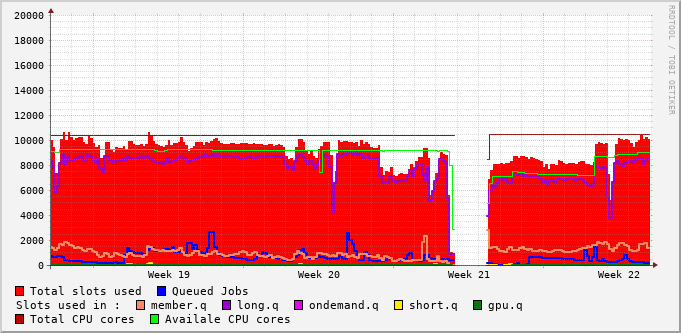 20000
18000
16000
14000
12000
10000
8000
6000
4000
2000
0
Week 19 Week 20 Week 21 Week 22
RRDTOOL / TOBI OETIKER
Total slots used Queued Jobs
Slots used in : member.q long.q ondemand.q short.q gpu.q
Total CPU cores Availale CPU cores